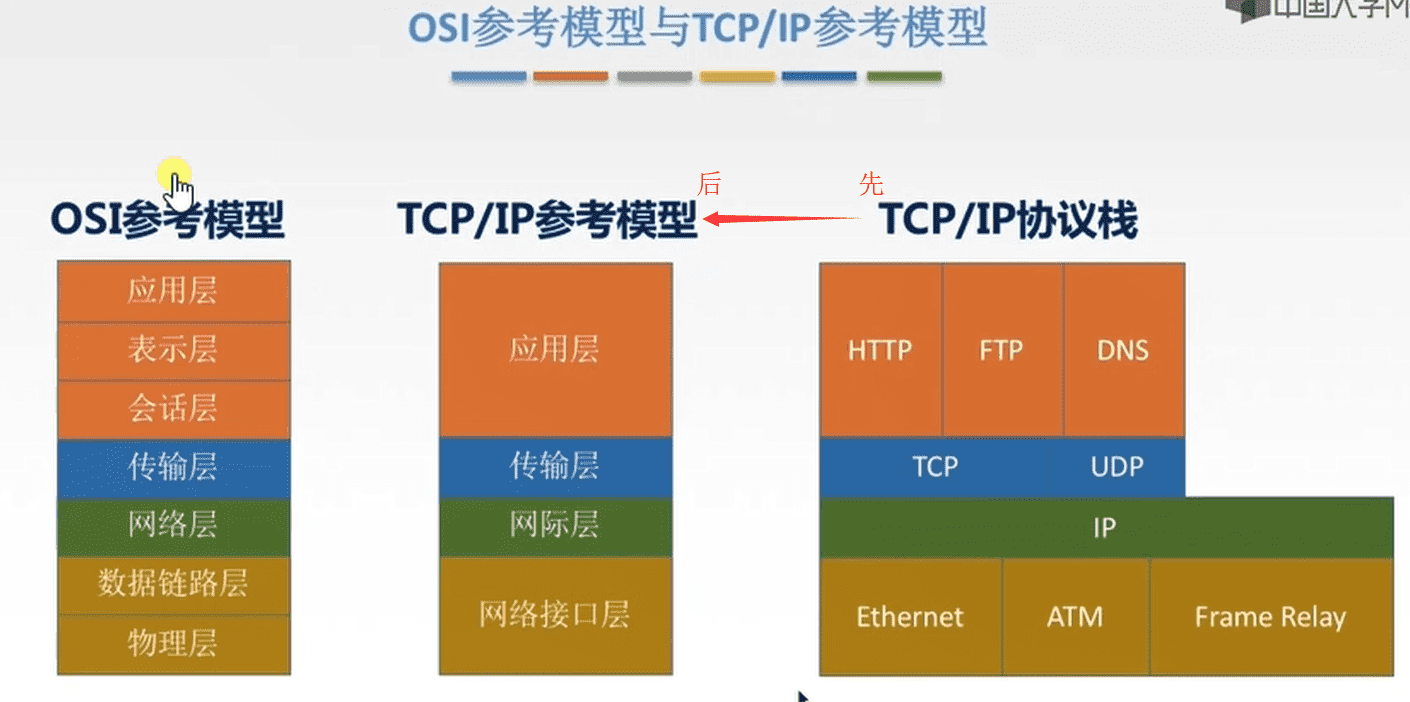 中国大学M
OSI参考模型与TCP/IP参考模型
后 先
OSI参考模型 TCP/IP参考模型 TCP/IP协议栈
应用层
表示层
会话层
传输层
网络层
数据链路层
物理层
应用层
传输层
网际层
网络接口层
HTTP FTP DNS
TCP UDP
IP
Ethernet ATM Frame Relay